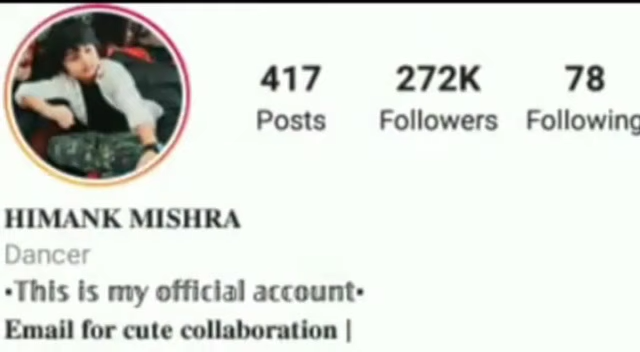 417 272K 78
Posts Followers Following
HIMANK MISHRA
Dancer
•This is my official account•
Email for cute collaboration |